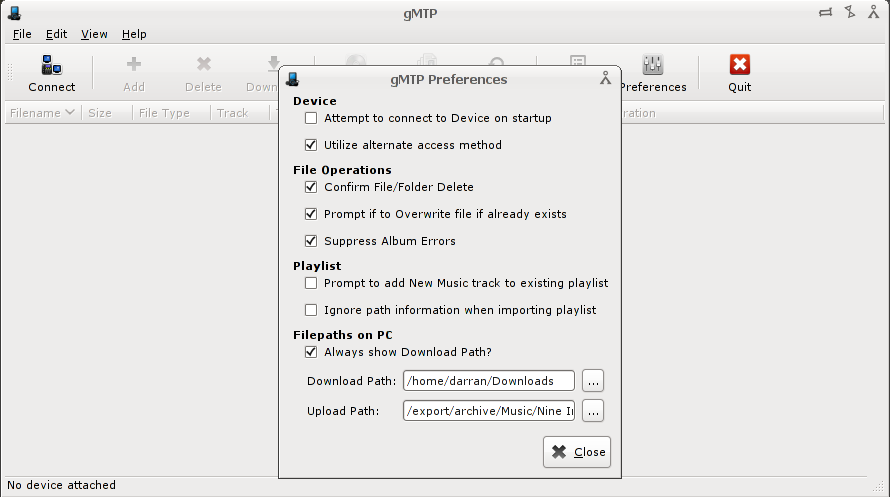 gMTP
File Edit View Help
Connect Add Delete Preferences Quit
Filename Size File Type Track
gMTP Preferences
Device
Attempt to connect to Device on startup
Utilize alternate access method
File Operations
Confirm File/Folder Delete
Prompt if to Overwrite file if already exists
Suppress Album Errors
Playlist
Prompt to add New Music track to existing playlist
Ignore path information when importing playlist
Filepaths on PC
Always show Download Path?
Download Path: /home/darran/Downloads ...
Upload Path: /export/archive/Music/Nine ...
Close
No device attached